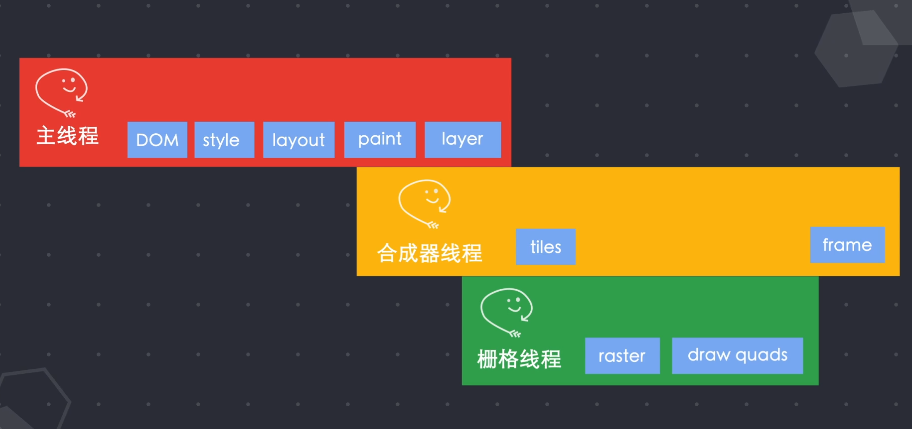 主线程
DOM
style
layout
paint
layer
合成器线程
tiles
frame
栅格线程
raster
draw quads